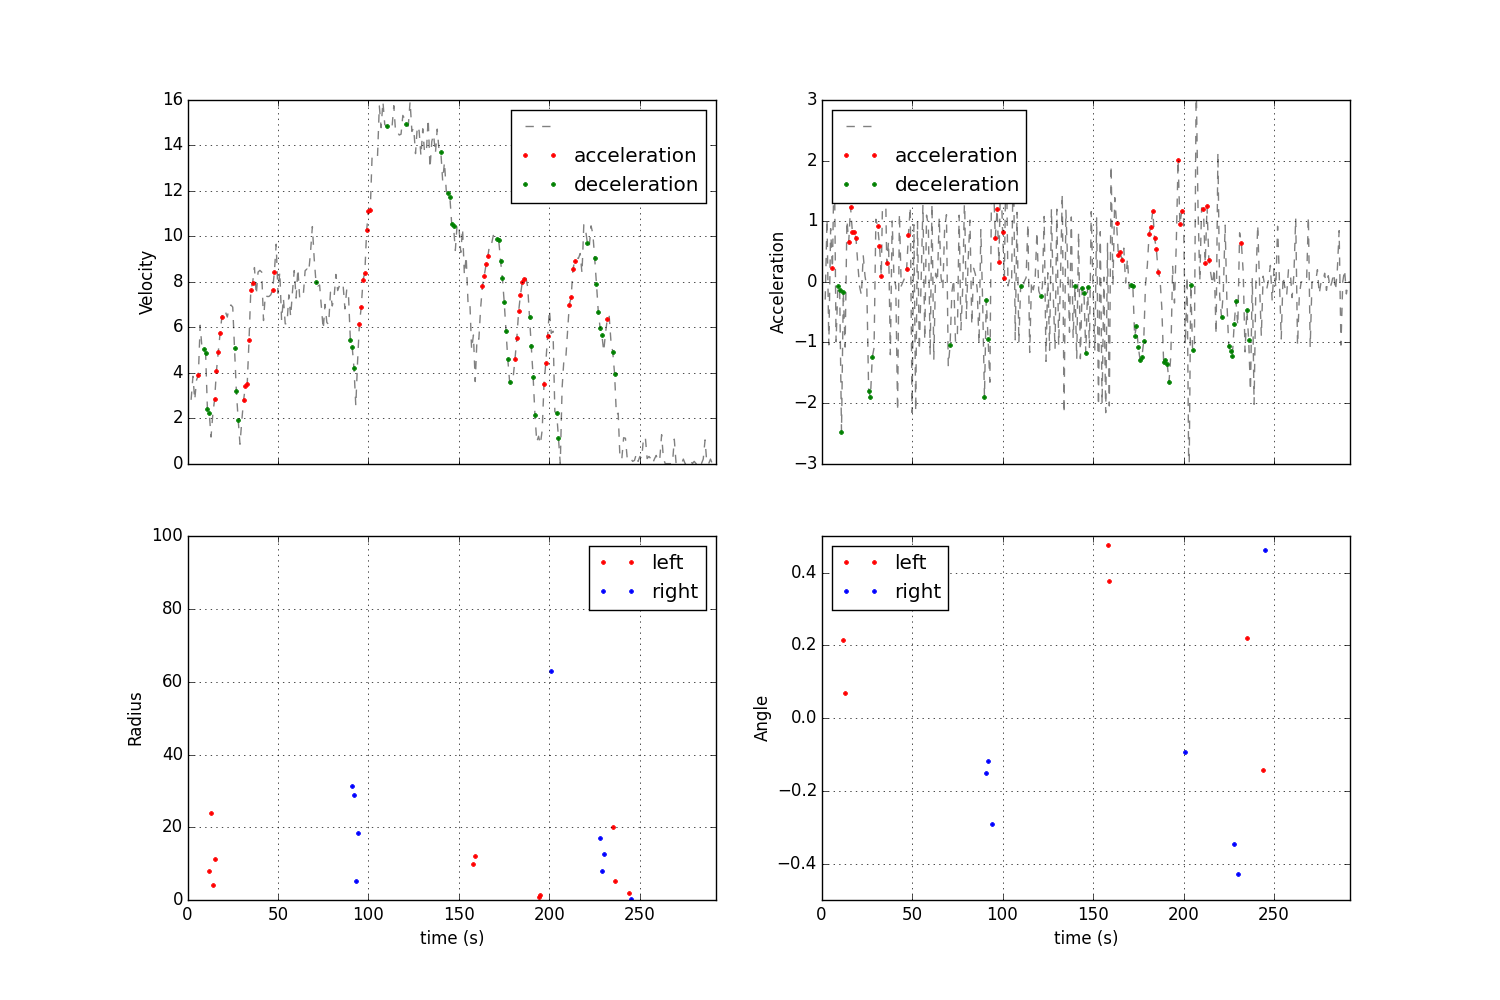 16
14
12
10
8
6
4
2
0
Velocity
acceleration
deceleration
3
2
1
0
−1
−2
−3
Acceleration
acceleration
deceleration
100
80
60
40
20
0
Radius
left
right
0 50 100 150 200 250
time (s)
0.4
0.2
0.0
−0.2
−0.4
Angle
left
right
0 50 100 150 200 250
time (s)